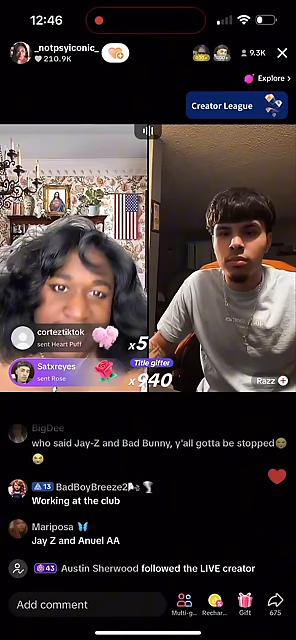 12:46
_notpsyiconic_
210.9K
9.3K
Explore >
Creator League
corteztiktok
sent Heart Puff
x5
Satxreyes
sent Rose
Title gifter
x940
Razz
BigDee
who said Jay-Z and Bad Bunny, y'all gotta be stopped😄
😂
13 BadBoyBreeze2
Working at the club
Mariposa 🦋
Jay Z and Anuel AA
43 Austin Sherwood followed the LIVE creator
Add comment
Multi-g...
Rechar...
Gift
675